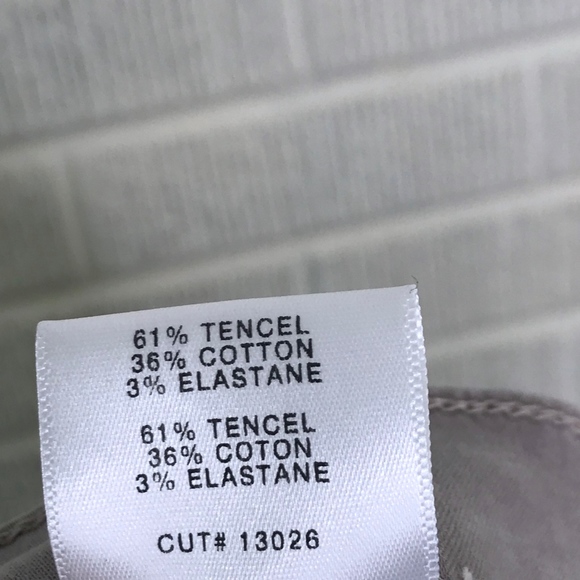 61% TENCEL
36% COTTON
3% ELASTANE
61% TENCEL
36% COTON
3% ELASTANE
CUT# 13026